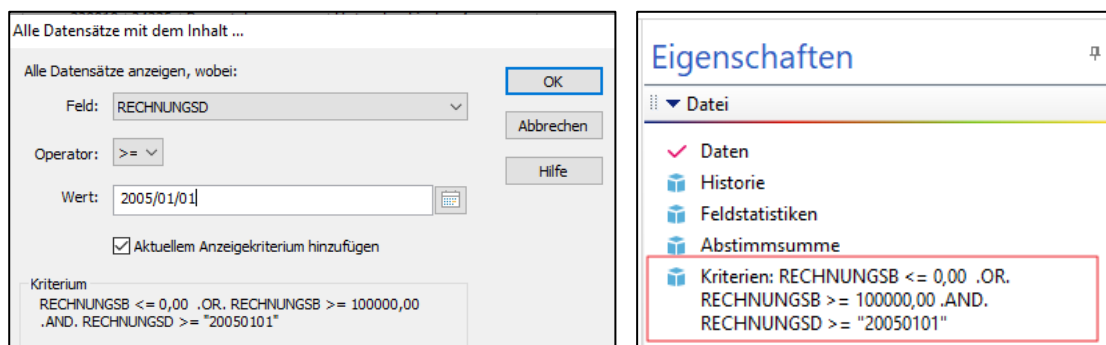 Alle Datensätze mit dem Inhalt ...
Alle Datensätze anzeigen, wobei:
Feld: RECHNUNGSD
Operator: >=
Wert: 2005/01/01
Aktuellem Anzeigekriterium hinzufügen
OK
Abbrechen
Hilfe
Kriterium
RECHNUNGSB <= 0,00 .OR. RECHNUNGSB >= 100000,00
.AND. RECHNUNGSD >= "20050101"
Eigenschaften
Datei
Daten
Historie
Feldstatistiken
Abstimmsumme
Kriterien: RECHNUNGSB <= 0,00 .OR.
RECHNUNGSB >= 100000,00 .AND.
RECHNUNGSD >= "20050101"